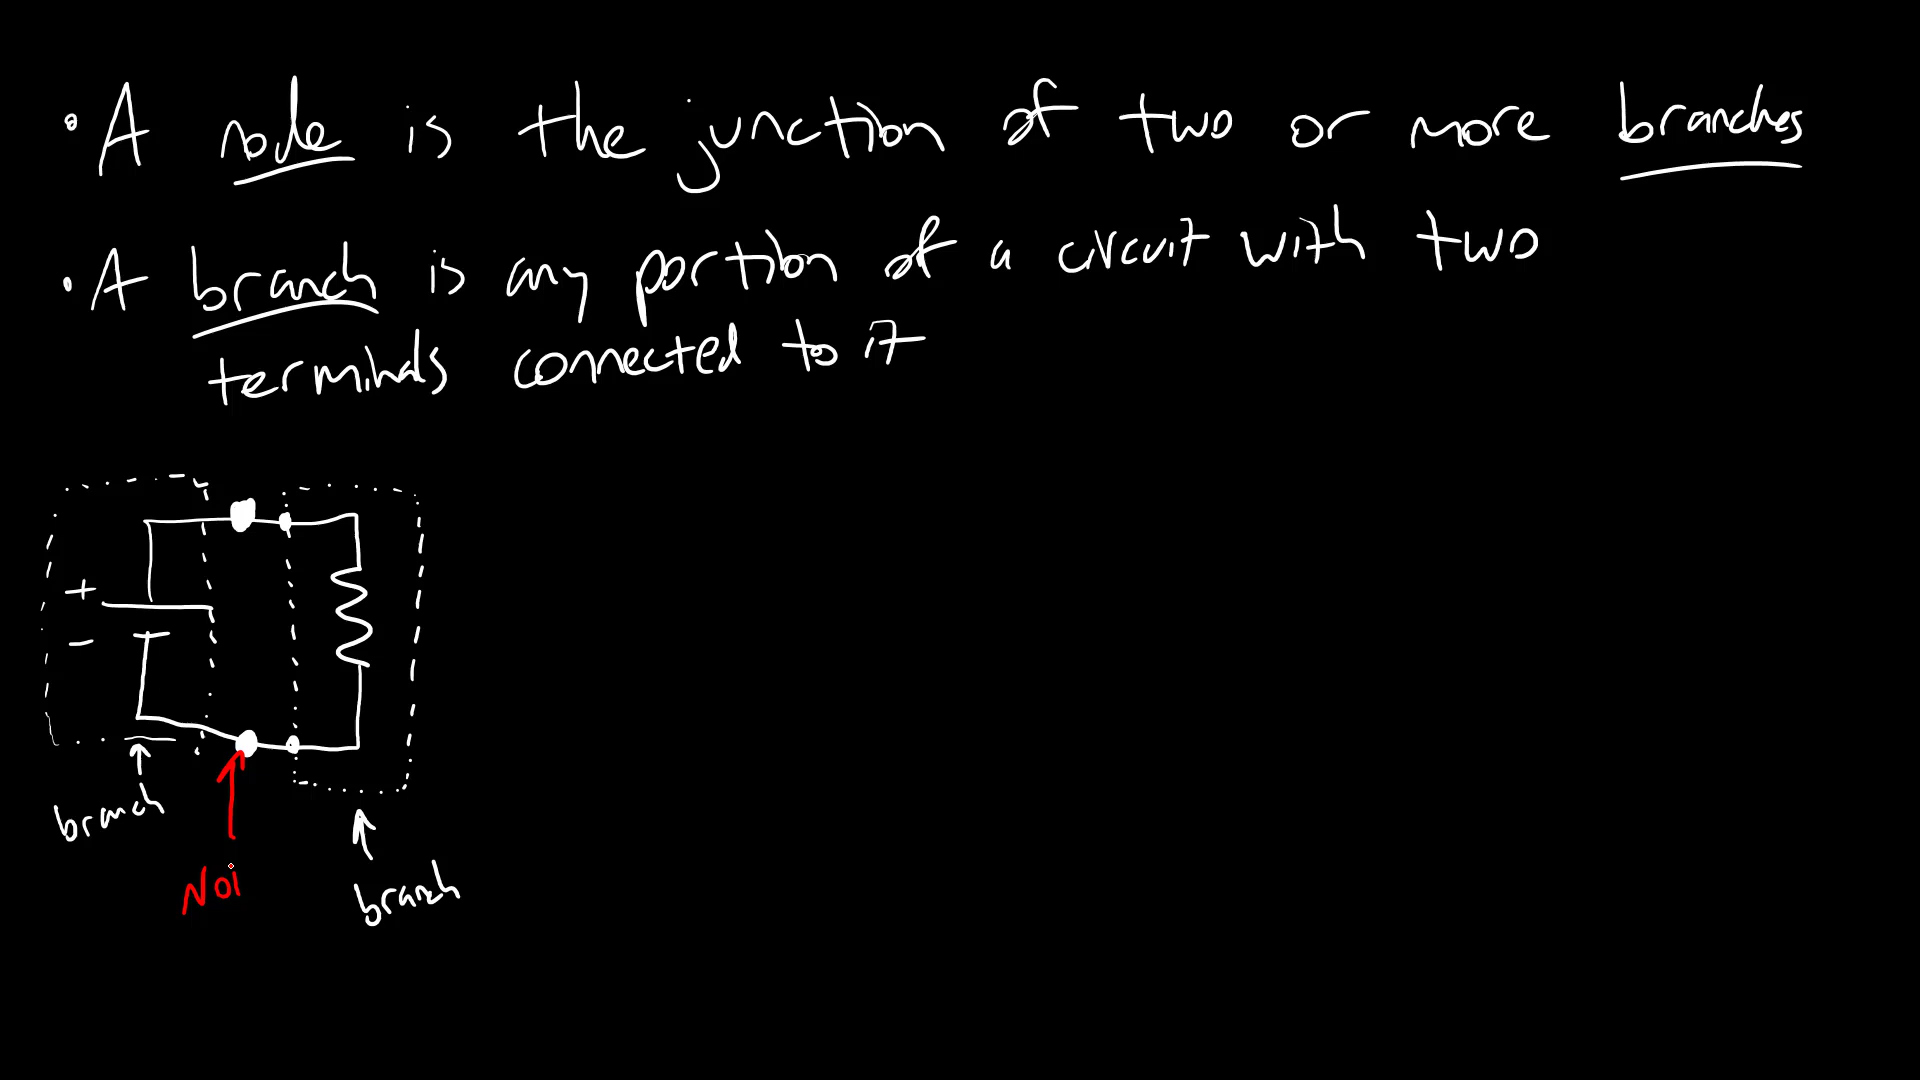 • A node is the junction of two or more branches
• A branch is any portion of a circuit with two
terminals connected to it
+
-
branch
Noi
branch